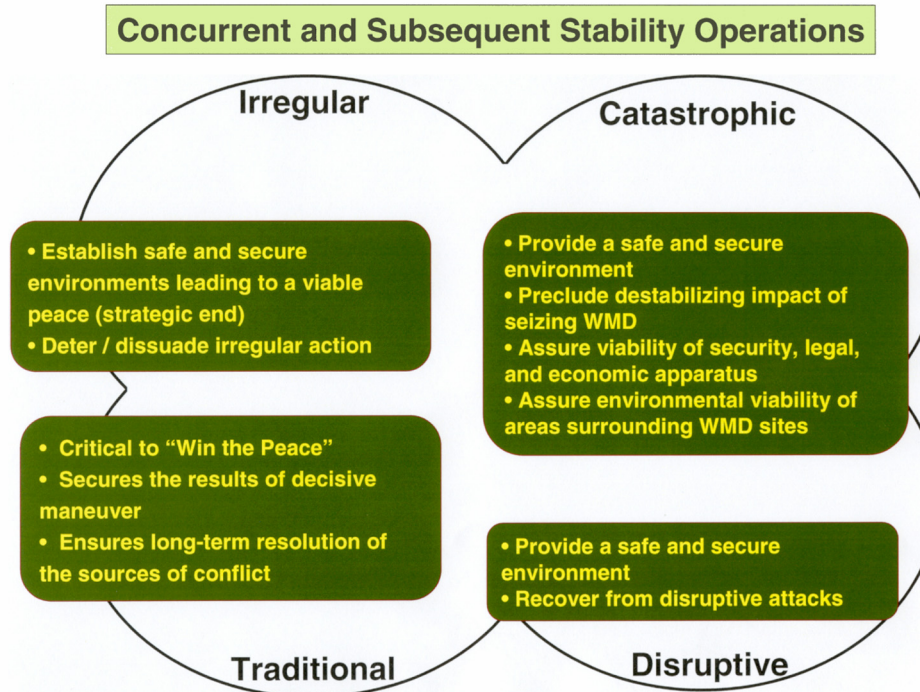 Concurrent and Subsequent Stability Operations
Irregular
• Establish safe and secure
environments leading to a viable
peace (strategic end)
• Deter / dissuade irregular action
Catastrophic
• Provide a safe and secure
environment
• Preclude destabilizing impact of
seizing WMD
• Assure viability of security, legal,
and economic apparatus
• Assure environmental viability of
areas surrounding WMD sites
• Critical to “Win the Peace”
• Secures the results of decisive
maneuver
• Ensures long-term resolution of
the sources of conflict
Traditional
• Provide a safe and secure
environment
• Recover from disruptive attacks
Disruptive